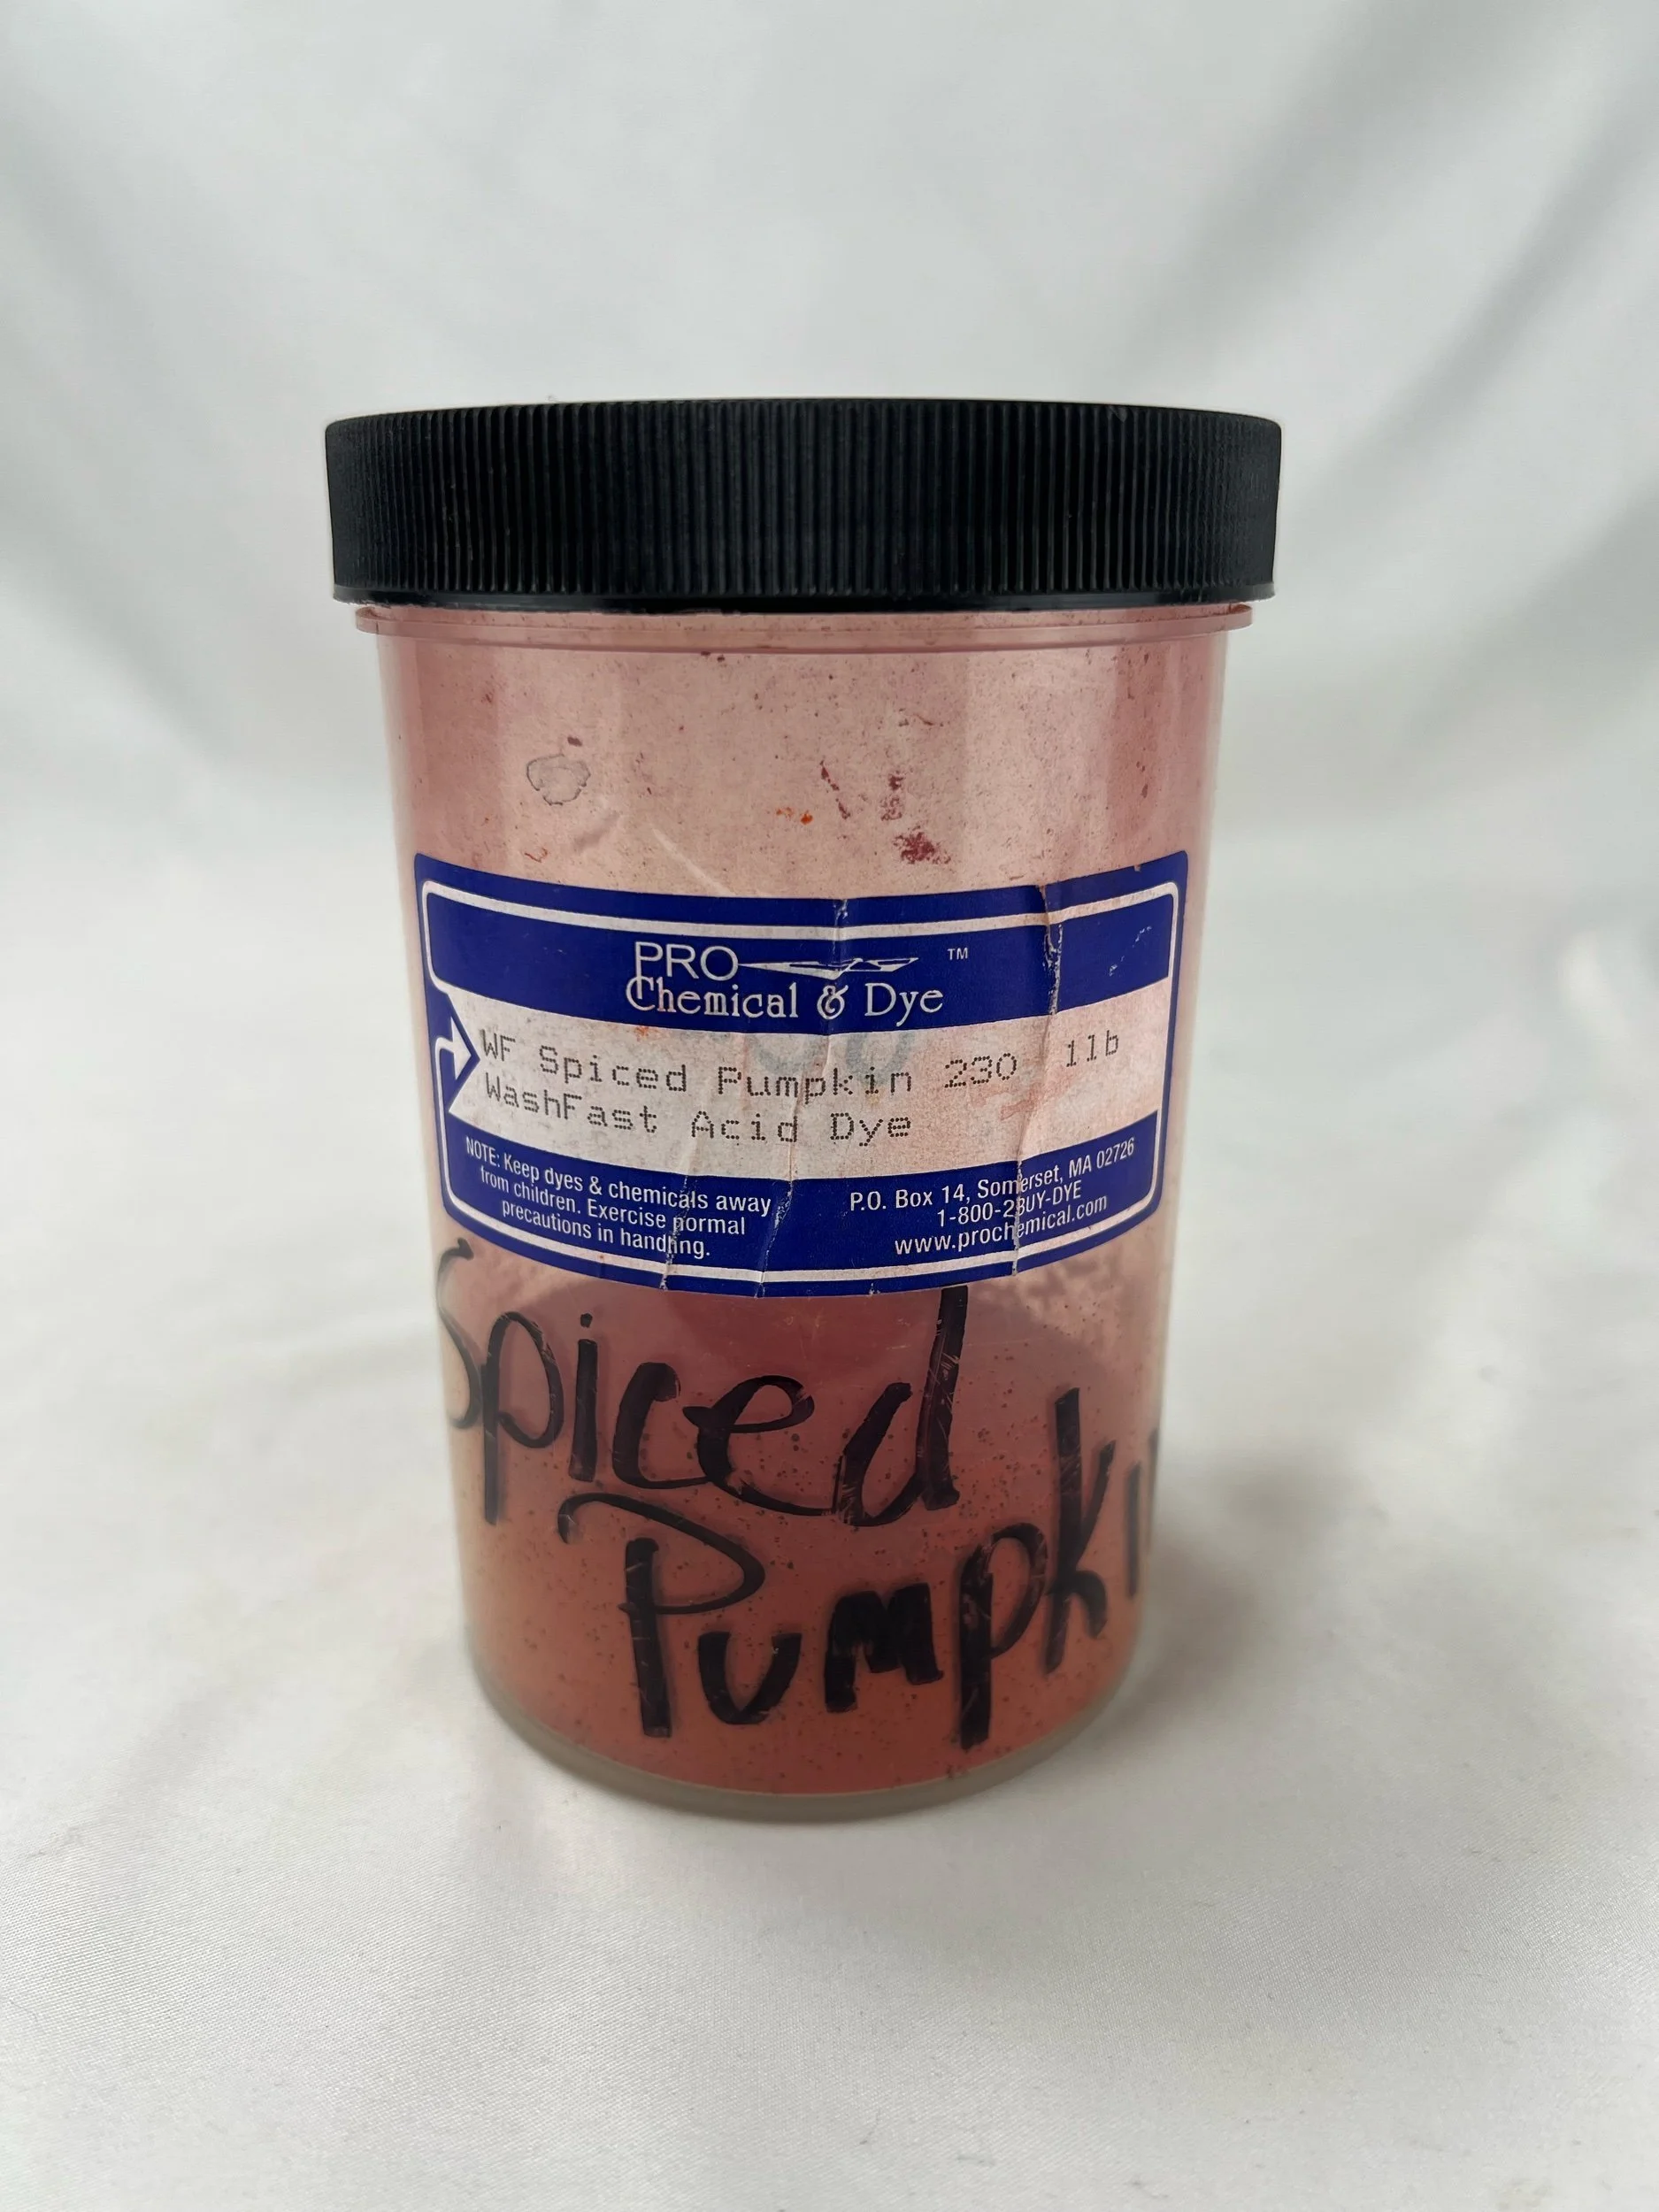 PRO ™
Chemical & Dye
WF Spiced Pumpkin 230 1lb
WashFast Acid Dye
NOTE: Keep dyes & chemicals away
from children. Exercise normal
precautions in handling.
P.O. Box 14, Somerset, MA 02726
1-800-2BUY-DYE
www.prochemical.com
Spiced
Pumpki